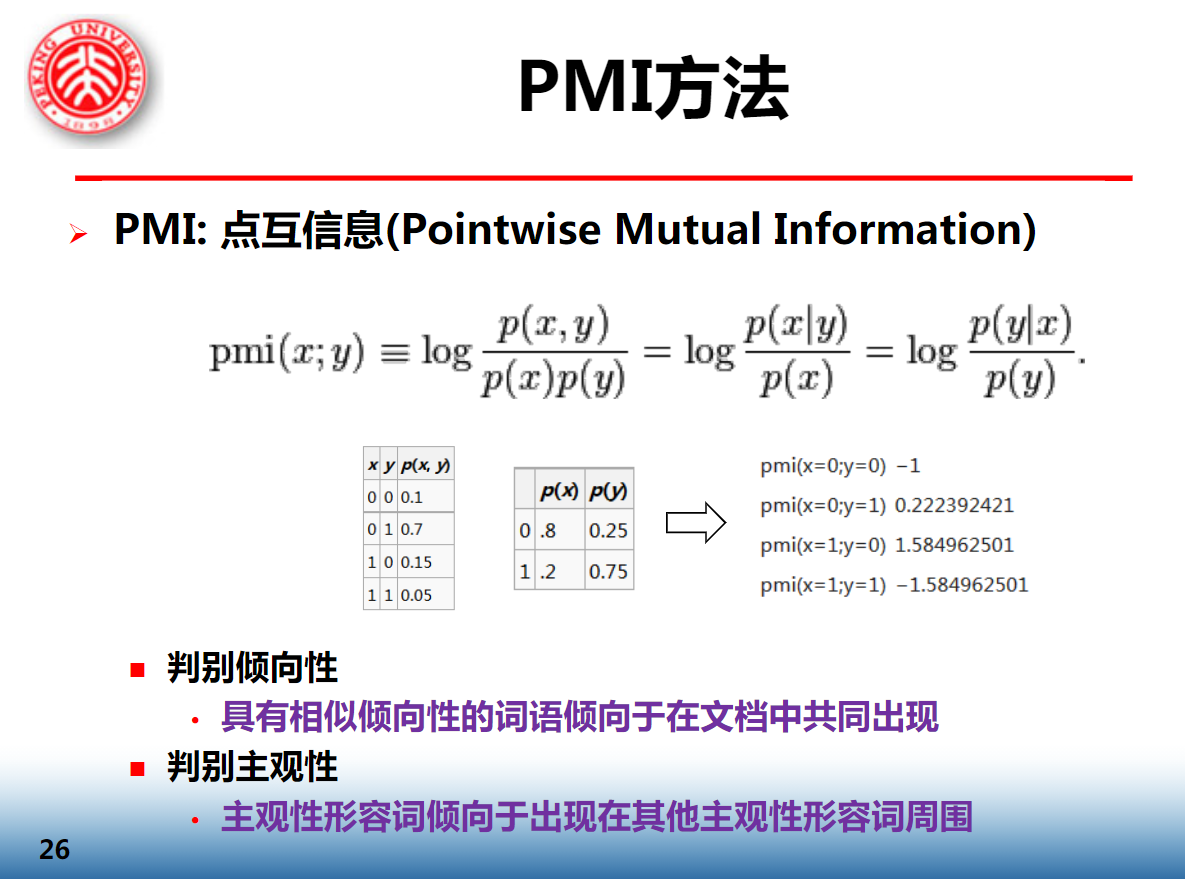 PEKING UNIVERSITY
1898
PMI方法
PMI: 点互信息(Pointwise Mutual Information)
pmi(x;y) ≡ log p(x,y) / p(x)p(y) = log p(x|y) / p(x) = log p(y|x) / p(y).
x y p(x, y)
0 0 0.1
0 1 0.7
1 0 0.15
1 1 0.05
p(x) p(y)
0 .8 0.25
1 .2 0.75
pmi(x=0;y=0) −1
pmi(x=0;y=1) 0.222392421
pmi(x=1;y=0) 1.584962501
pmi(x=1;y=1) −1.584962501
判别倾向性
具有相似倾向性的词语倾向于在文档中共同出现
判别主观性
主观性形容词倾向于出现在其他主观性形容词周围
26